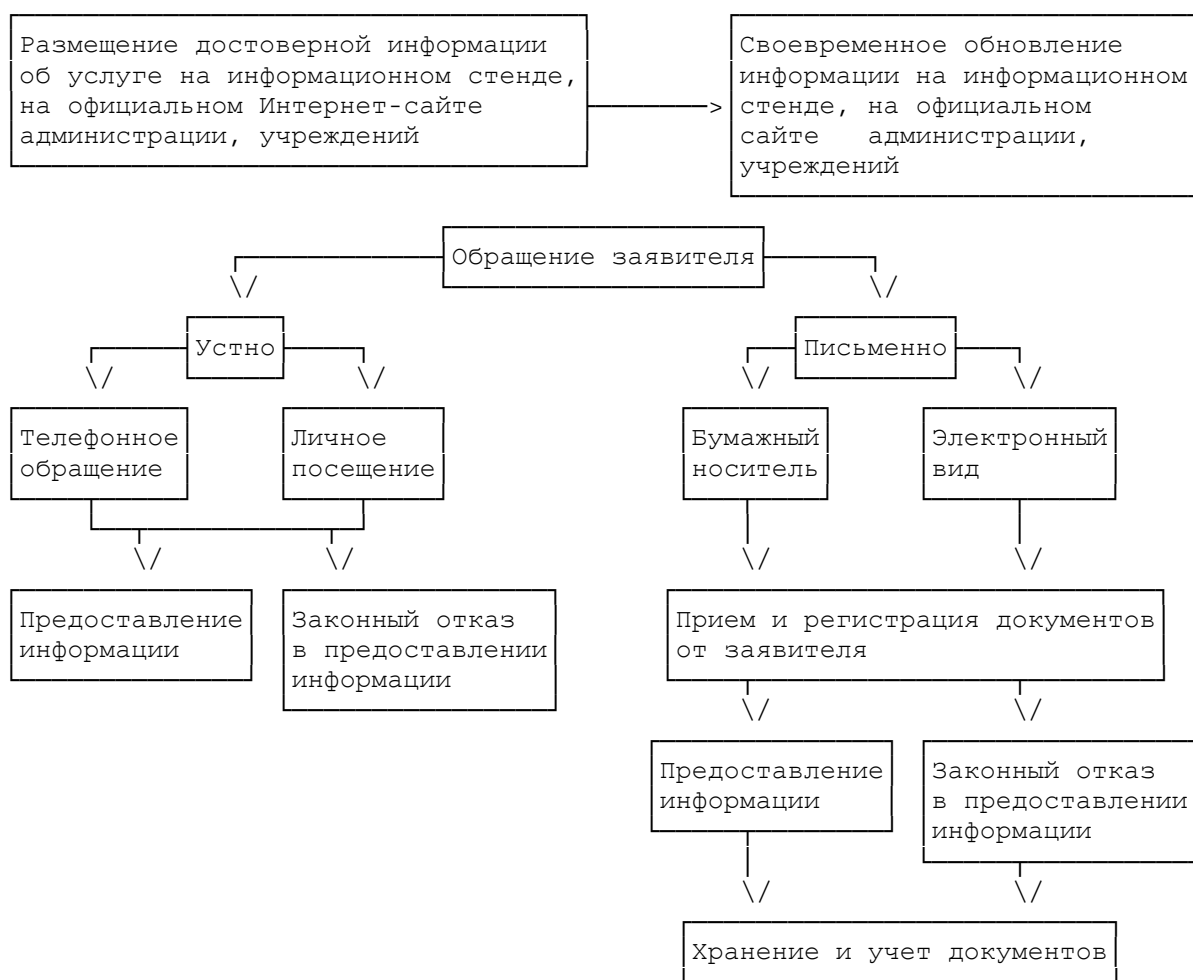 Размещение достоверной информации
об услуге на информационном стенде,
на официальном Интернет-сайте
администрации, учреждений
Своевременное обновление
информации на информационном
стенде, на официальном
сайте администрации,
учреждений
Обращение заявителя
Устно
Письменно
Телефонное
обращение
Личное
посещение
Бумажный
носитель
Электронный
вид
Предоставление
информации
Законный отказ
в предоставлении
информации
Прием и регистрация документов
от заявителя
Предоставление
информации
Законный отказ
в предоставлении
информации
Хранение и учет документов